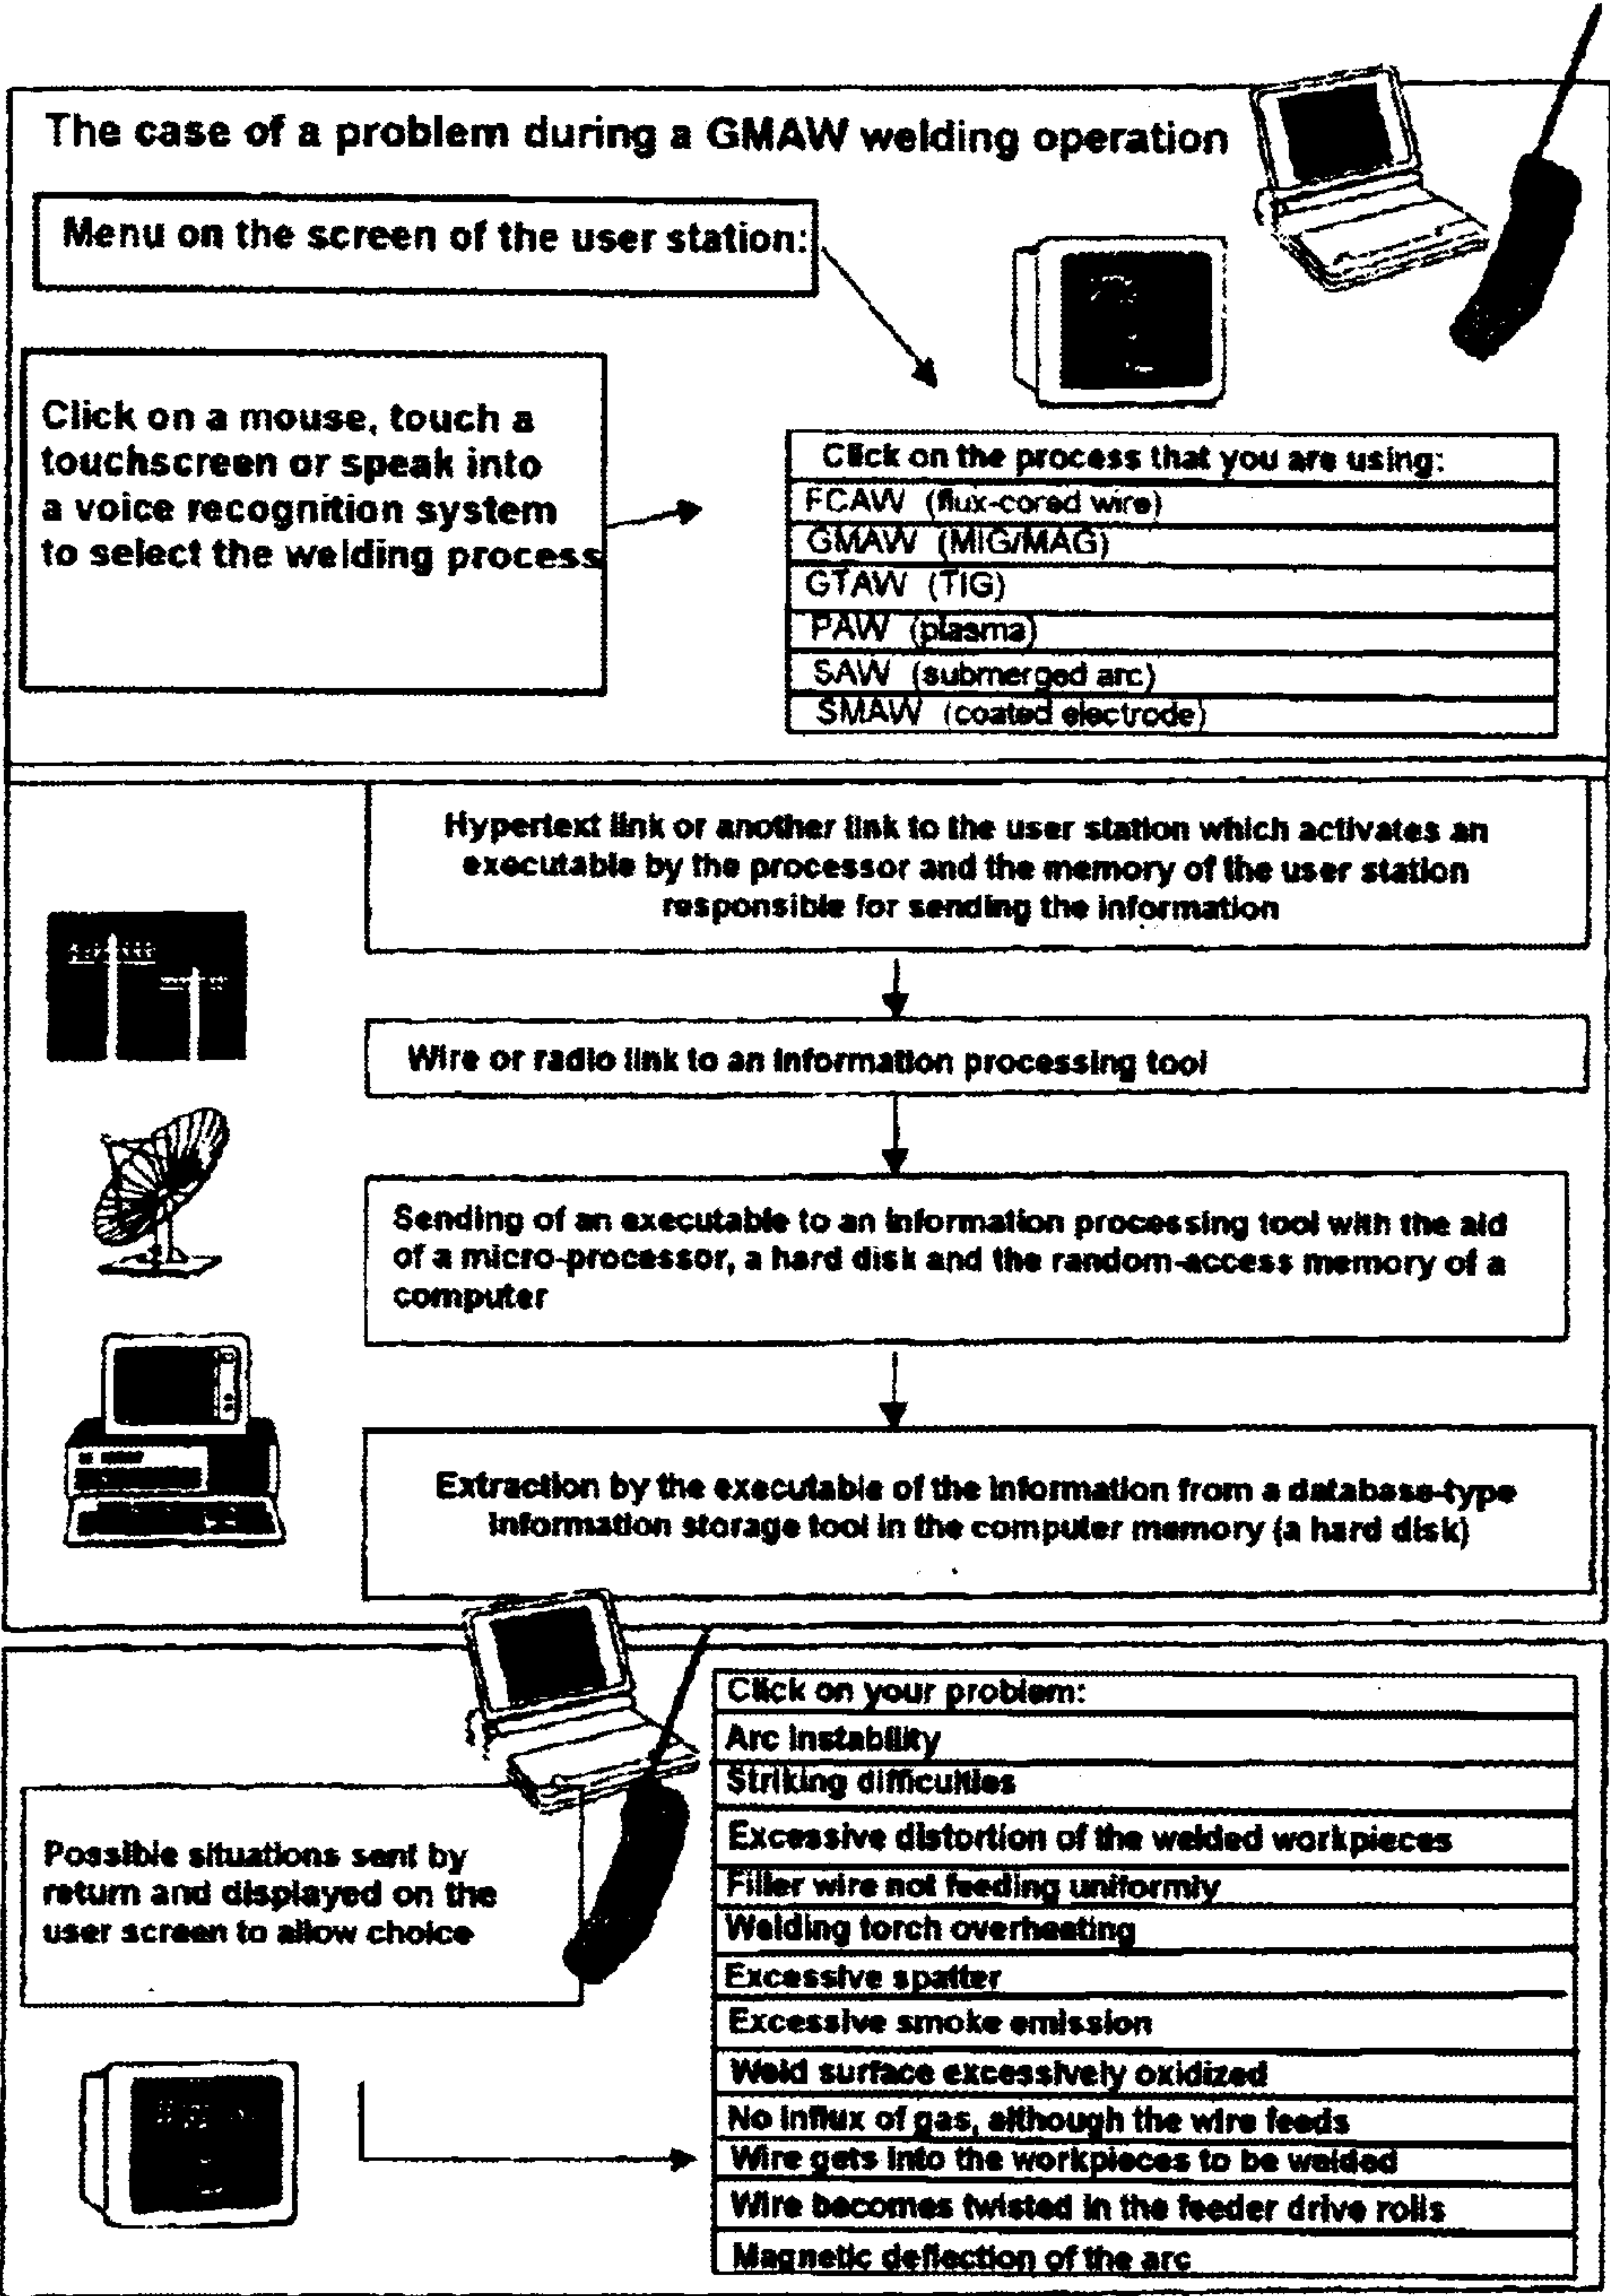 The case of a problem during a GMAW welding operation
Menu on the screen of the user station:
Click on a mouse, touch a
touchscreen or speak into
a voice recognition system
to select the welding process
Click on the process that you are using:
FCAW (flux-cored wire)
GMAW (MIG/MAG)
GTAW (TIG)
PAW (plasma)
SAW (submerged arc)
SMAW (coated electrode)
Hypertext link or another link to the user station which activates an
executable by the processor and the memory of the user station
responsible for sending the information
Wire or radio link to an information processing tool
Sending of an executable to an information processing tool with the aid
of a micro-processor, a hard disk and the random-access memory of a
computer
Extraction by the executable of the information from a database-type
information storage tool in the computer memory (a hard disk)
Possible situations sent by
return and displayed on the
user screen to allow choice
Click on your problem:
Arc instability
Striking difficulties
Excessive distortion of the welded workpieces
Filler wire not feeding uniformly
Welding torch overheating
Excessive spatter
Excessive smoke emission
Weld surface excessively oxidized
No influx of gas, although the wire feeds
Wire gets into the workpieces to be welded
Wire becomes twisted in the feeder drive rolls
Magnetic deflection of the arc